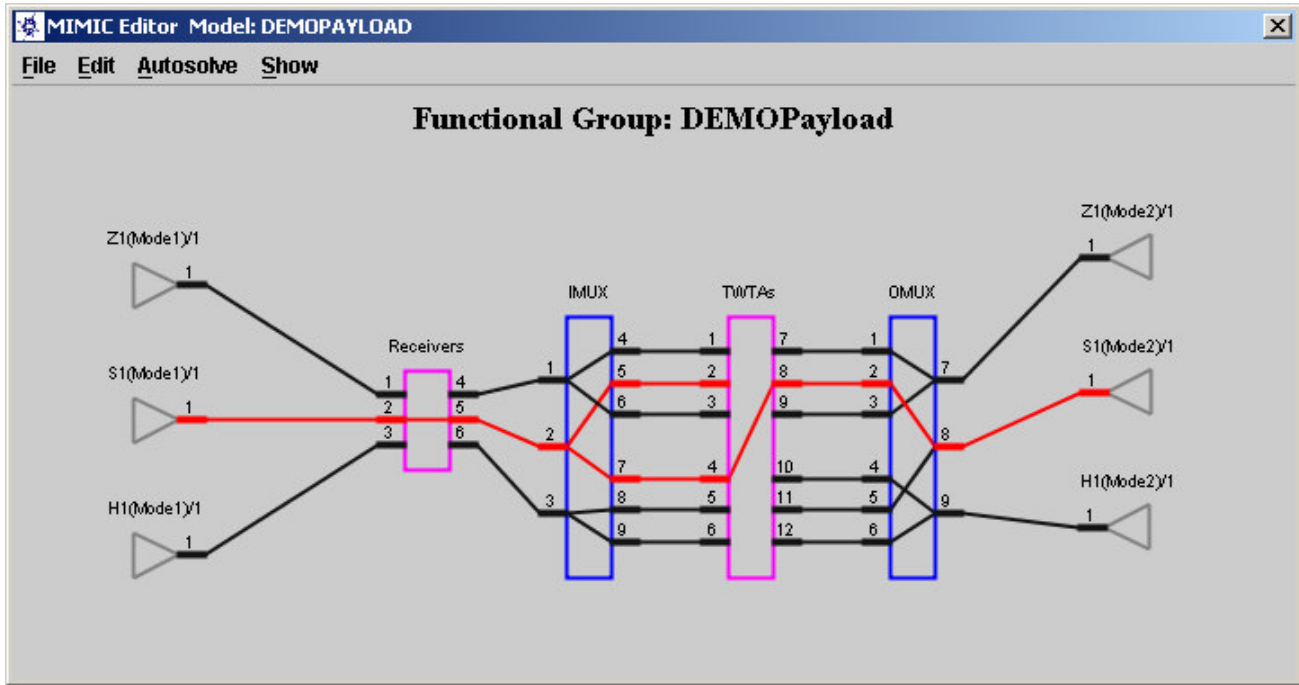 MIMIC Editor Model: DEMOPAYLOAD
File Edit Autosolve Show
Functional Group: DEMOPayload
Z1(Mode1)/1
1
S1(Mode1)/1
1
H1(Mode1)/1
1
Receivers
1 4
2 5
3 6
IMUX
1
2
3
4
5
6
7
8
9
TWTAs
1 7
2 8
3 9
4 10
5 11
6 12
OMUX
1
2
3
4
5
6
7
8
9
Z1(Mode2)/1
1
S1(Mode2)/1
1
H1(Mode2)/1
1